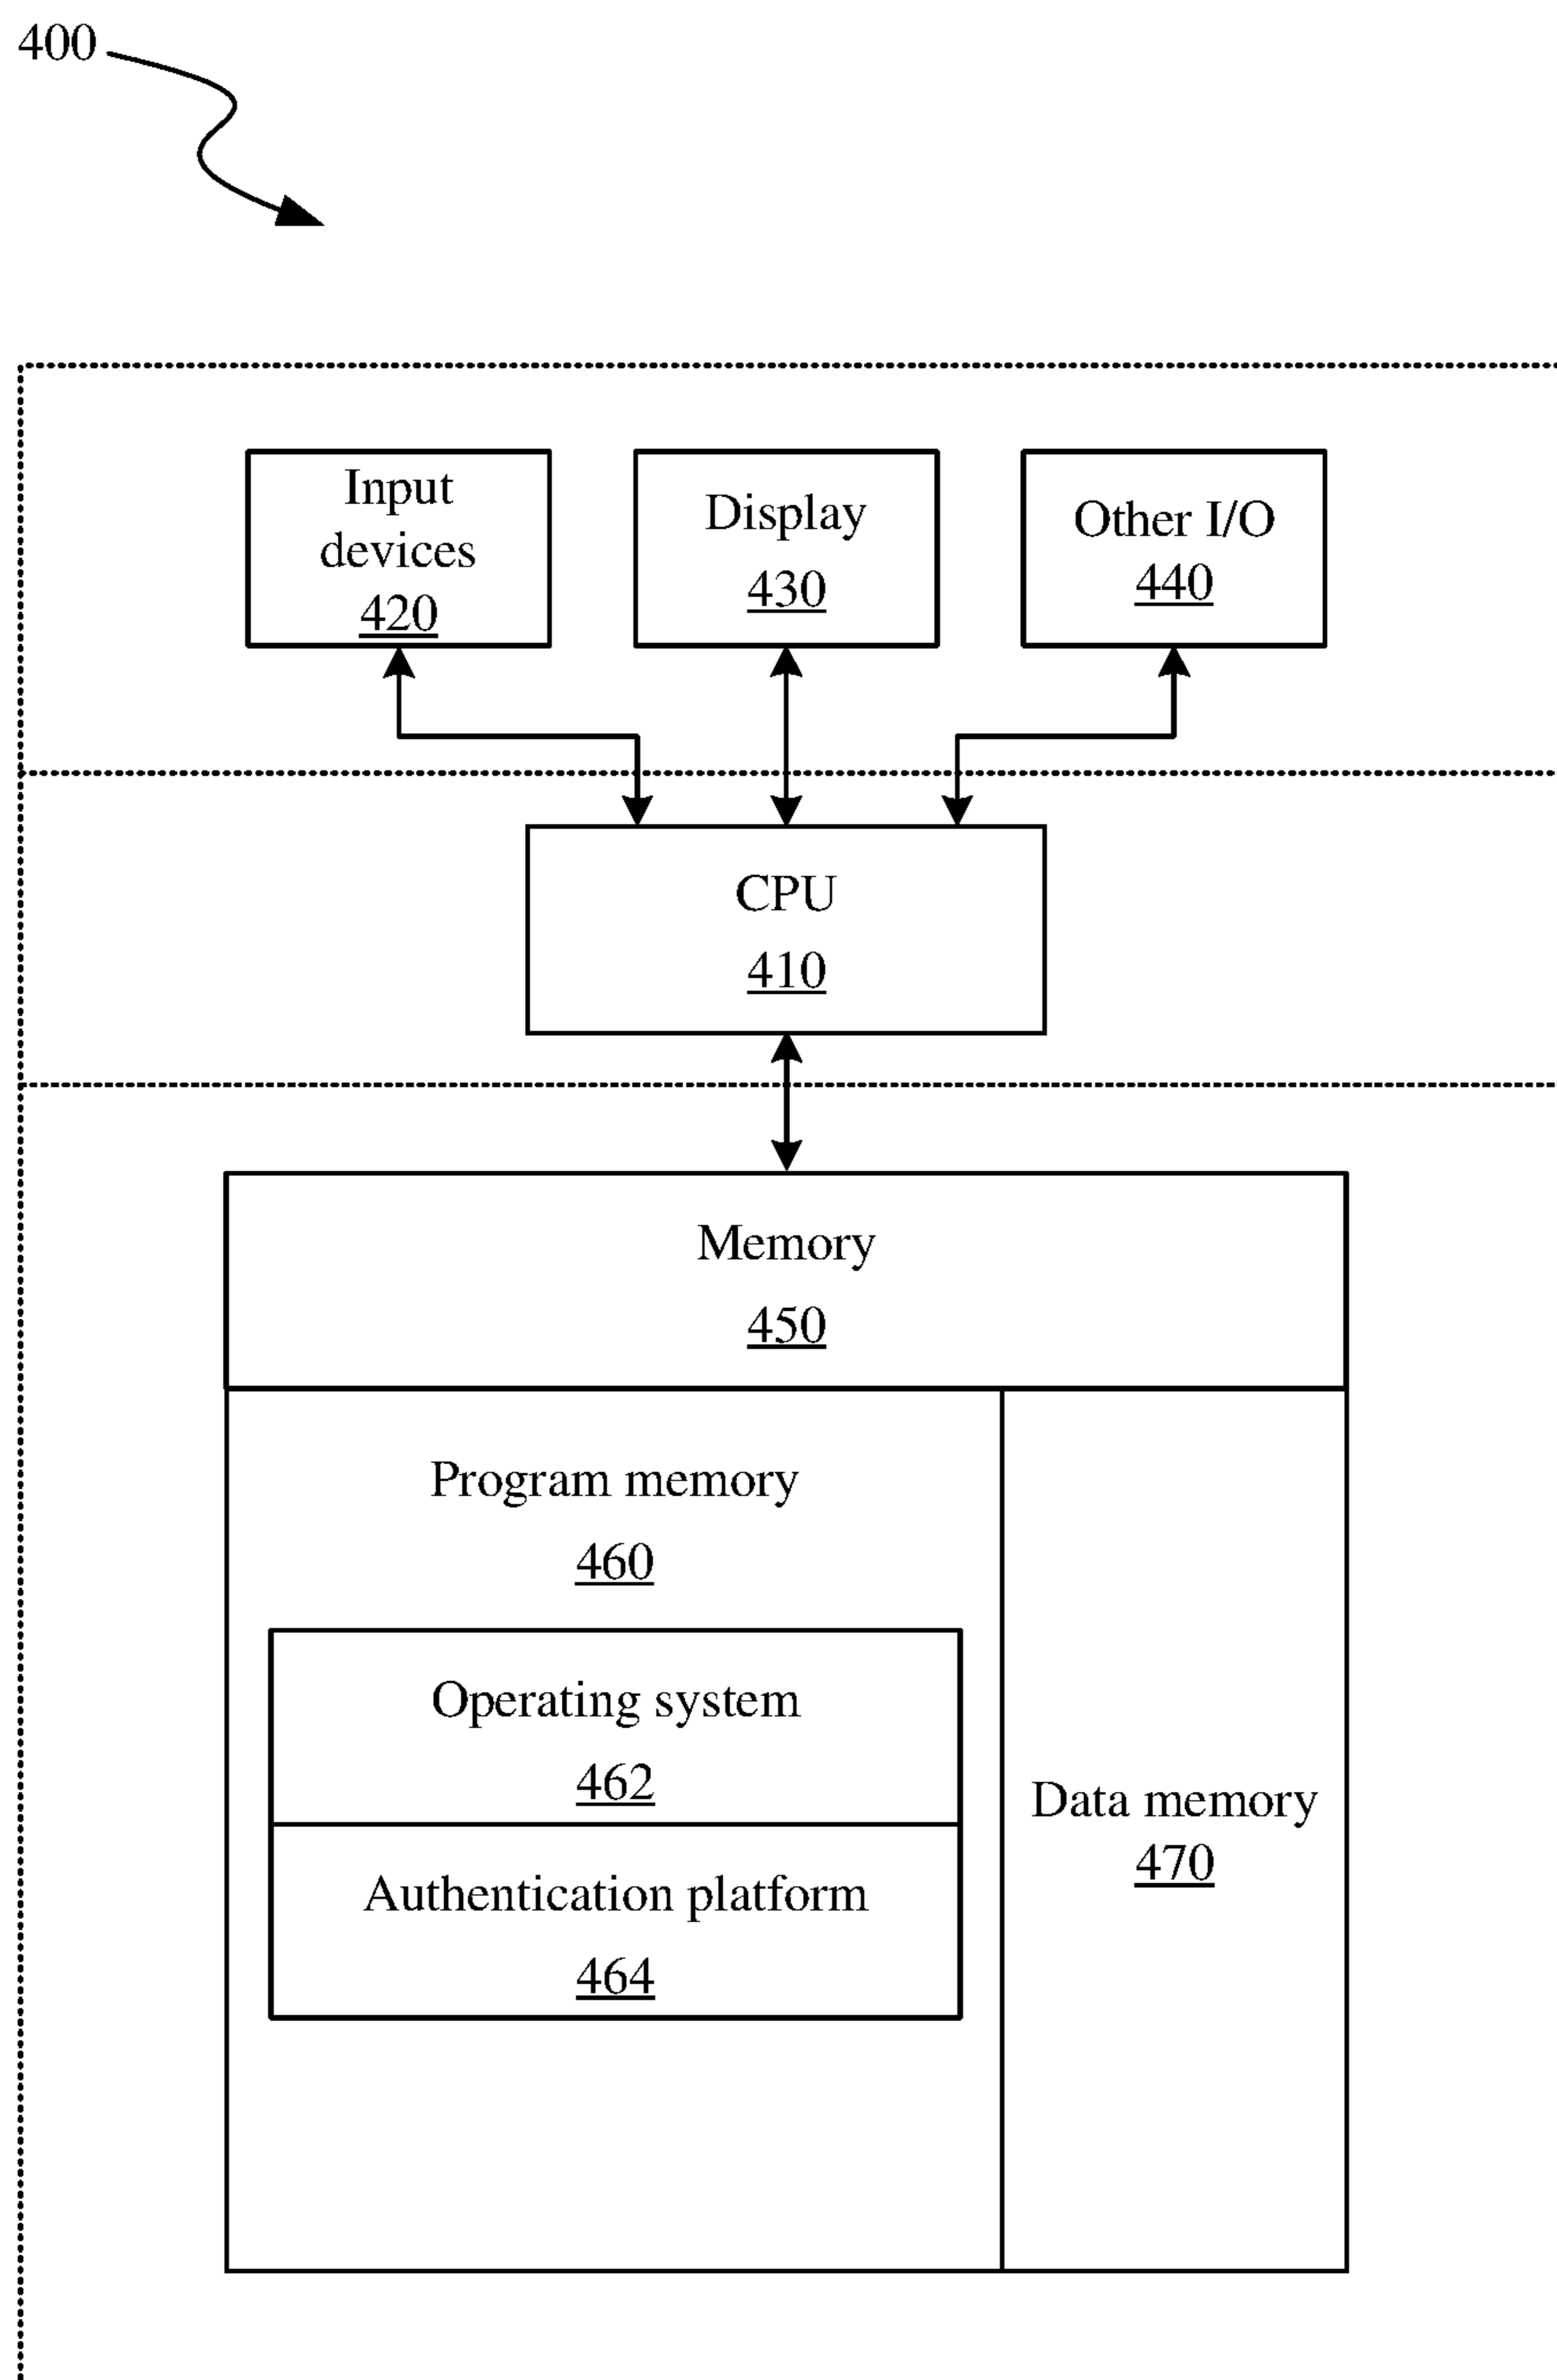 400
Input
devices
420
Display
430
Other I/O
440
CPU
410
Memory
450
Program memory
460
Operating system
462
Authentication platform
464
Data memory
470